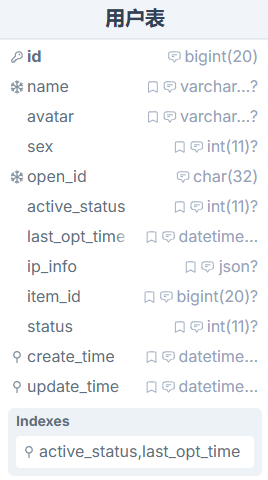 用户表
id bigint(20)
name varchar...?
avatar varchar...?
sex int(11)?
open_id char(32)
active_status int(11)?
last_opt_time datetime...
ip_info json?
item_id bigint(20)?
status int(11)?
create_time datetime...
update_time datetime...
Indexes
active_status,last_opt_time